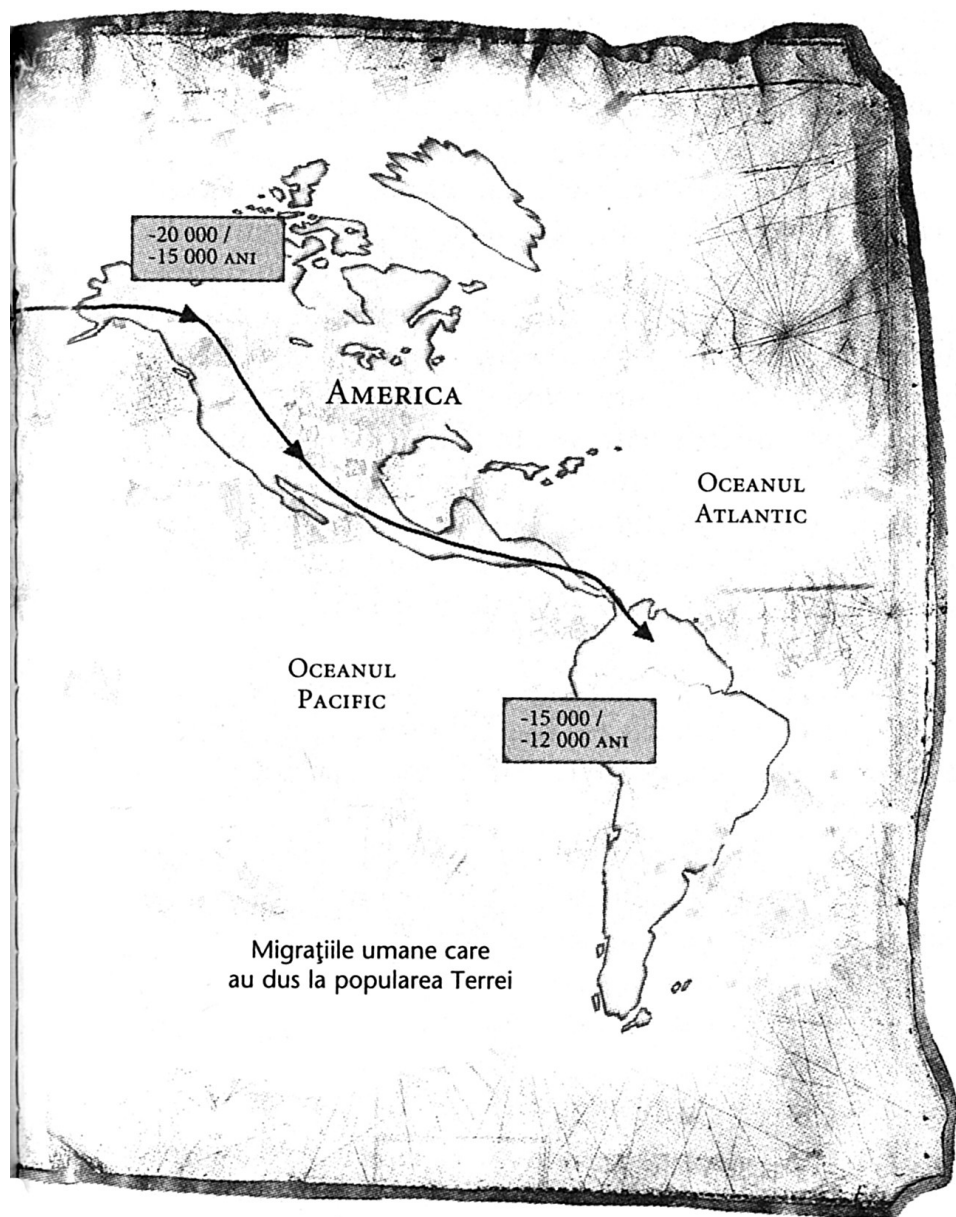 -20 000 /
-15 000 ANI
AMERICA
OCEANUL
ATLANTIC
OCEANUL
PACIFIC
-15 000 /
-12 000 ANI
Migraţiile umane care
au dus la popularea Terrei